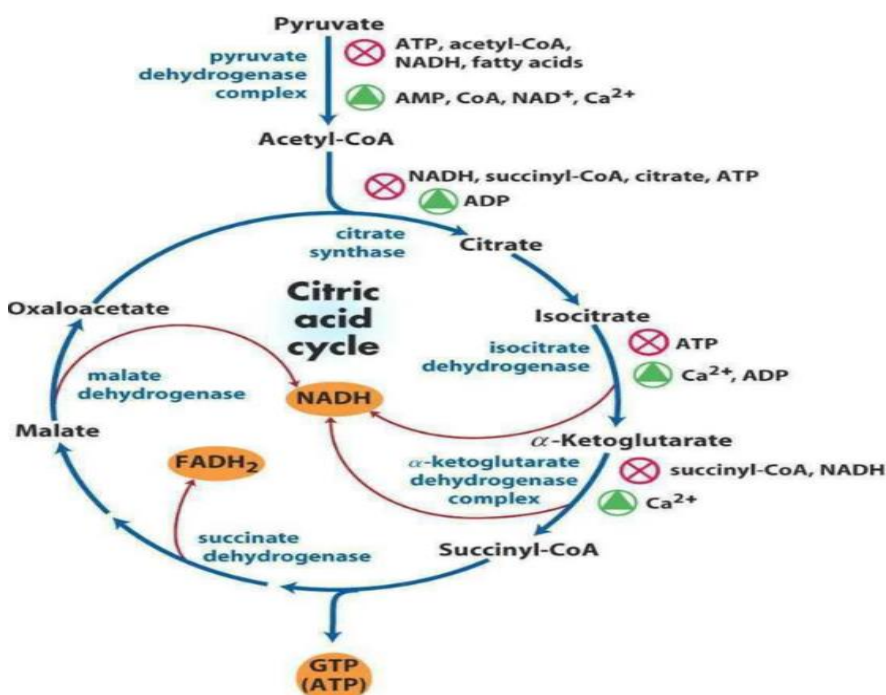 Pyruvate
pyruvate
dehydrogenase
complex
ATP, acetyl-CoA,
NADH, fatty acids
AMP, CoA, NAD⁺, Ca²⁺
Acetyl-CoA
NADH, succinyl-CoA, citrate, ATP
ADP
citrate
synthase
Citrate
Oxaloacetate
Citric
acid
cycle
Isocitrate
isocitrate
dehydrogenase
ATP
Ca²⁺, ADP
malate
dehydrogenase
NADH
Malate
α-Ketoglutarate
FADH₂
α-ketoglutarate
dehydrogenase
complex
succinyl-CoA, NADH
Ca²⁺
succinate
dehydrogenase
Succinyl-CoA
GTP
(ATP)